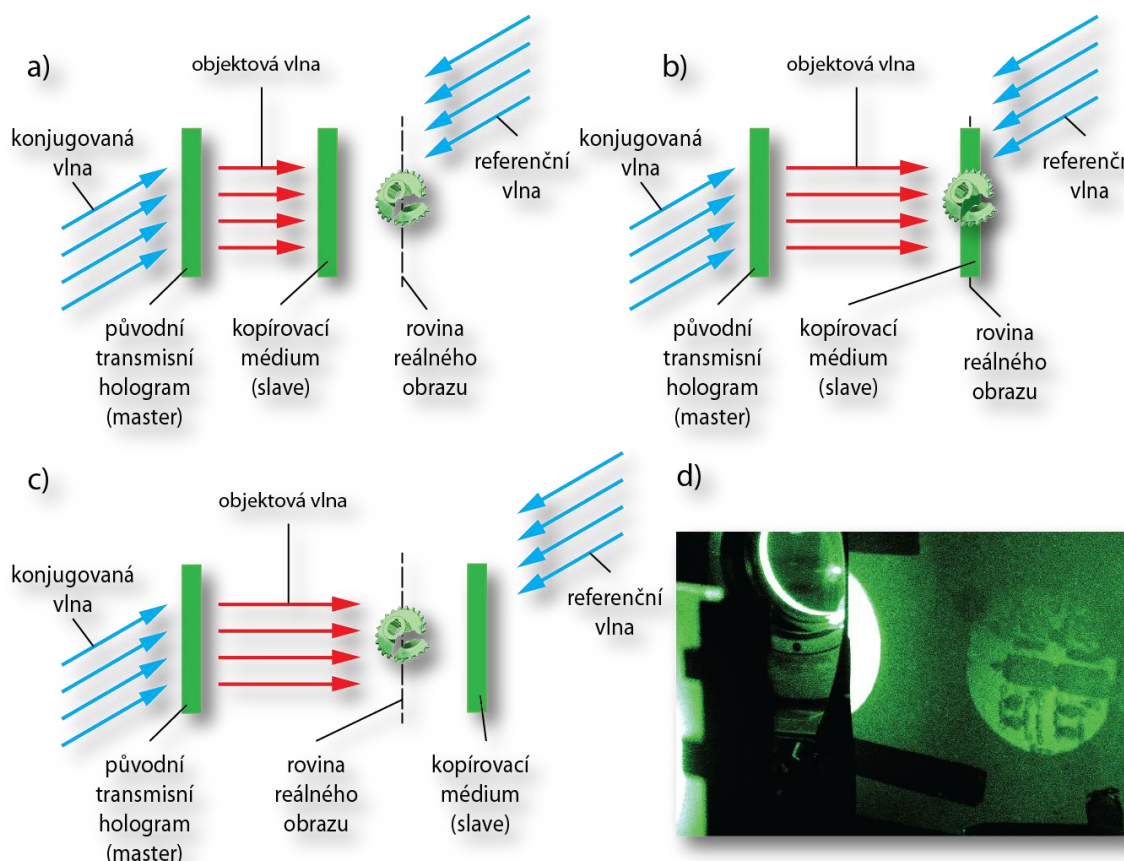 a)
objektová vlna
konjugovaná
vlna
referenční
vlna
původní
transmisní
hologram
(master)
kopírovací
médium
(slave)
rovina
reálného
obrazu
b)
objektová vlna
konjugovaná
vlna
referenčn
vlna
původní
transmisní
hologram
(master)
kopírovací
médium
(slave)
rovina
reálného
obrazu
c)
objektová vlna
konjugovaná
vlna
referenční
vlna
původní
transmisní
hologram
(master)
rovina
reálného
obrazu
kopírovací
médium
(slave)
d)